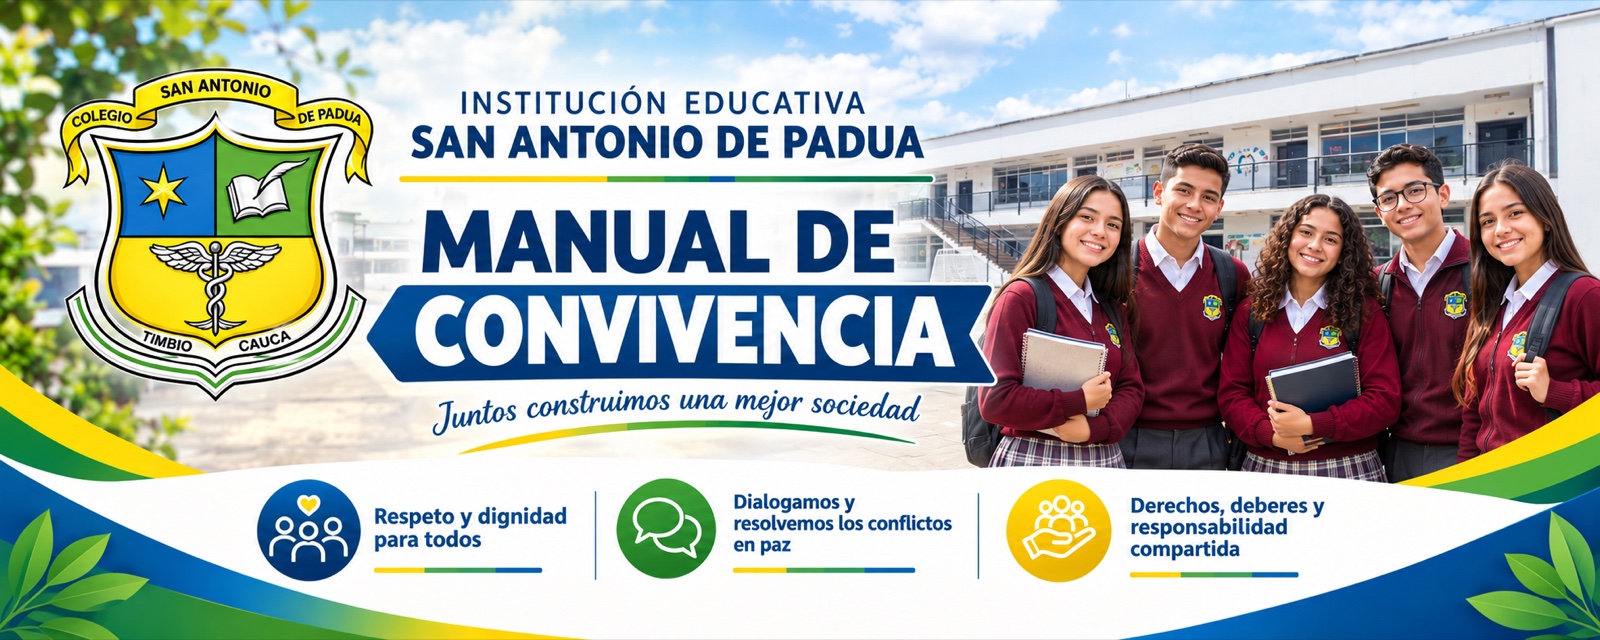 COLEGIO SAN ANTONIO DE PADUA
TIMBIO CAUCA
INSTITUCIÓN EDUCATIVA
SAN ANTONIO DE PADUA
MANUAL DE
CONVIVENCIA
Juntos construimos una mejor sociedad
Respeto y dignidad
para todos
Dialogamos y
resolvemos los conflictos
en paz
Derechos, deberes y
responsabilidad
compartida